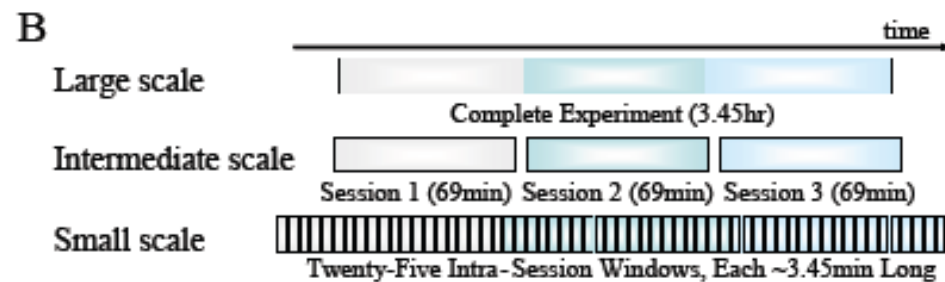 B
time
Large scale
Complete Experiment (3.45hr)
Intermediate scale
Session 1 (69min) Session 2 (69min) Session 3 (69min)
Small scale
Twenty-Five Intra-Session Windows, Each ~3.45min Long